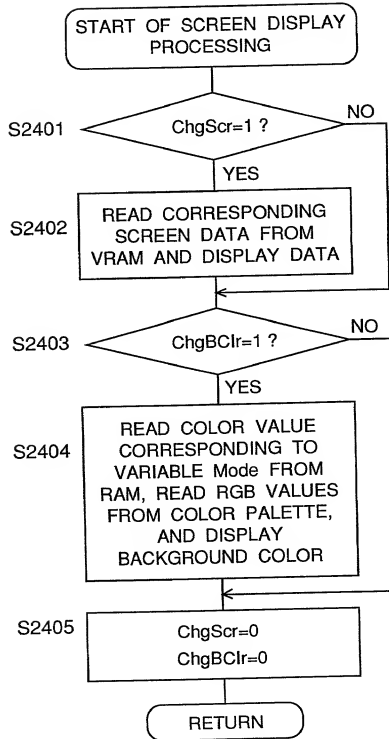 START OF SCREEN DISPLAY
PROCESSING
S2401
ChgScr=1 ?
NO
YES
S2402
READ CORRESPONDING
SCREEN DATA FROM
VRAM AND DISPLAY DATA
S2403
ChgBClr=1 ?
NO
YES
S2404
READ COLOR VALUE
CORRESPONDING TO
VARIABLE Mode FROM
RAM, READ RGB VALUES
FROM COLOR PALETTE,
AND DISPLAY
BACKGROUND COLOR
S2405
ChgScr=0
ChgBClr=0
RETURN